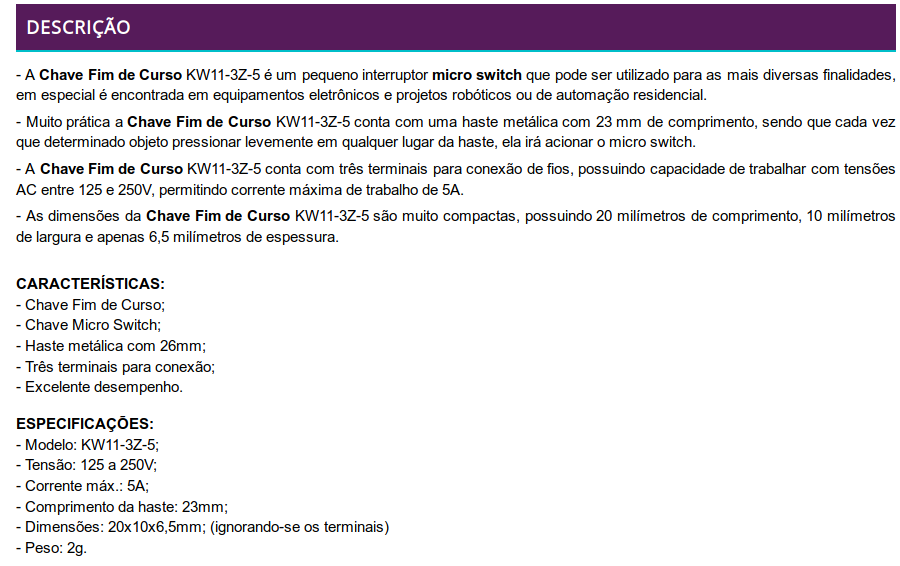 DESCRIÇÃO
- A Chave Fim de Curso KW11-3Z-5 é um pequeno interruptor micro switch que pode ser utilizado para as mais diversas finalidades,
em especial é encontrada em equipamentos eletrônicos e projetos robóticos ou de automação residencial.
- Muito prática a Chave Fim de Curso KW11-3Z-5 conta com uma haste metálica com 23 mm de comprimento, sendo que cada vez
que determinado objeto pressionar levemente em qualquer lugar da haste, ela irá acionar o micro switch.
- A Chave Fim de Curso KW11-3Z-5 conta com três terminais para conexão de fios, possuindo capacidade de trabalhar com tensões
AC entre 125 e 250V, permitindo corrente máxima de trabalho de 5A.
- As dimensões da Chave Fim de Curso KW11-3Z-5 são muito compactas, possuindo 20 milímetros de comprimento, 10 milímetros
de largura e apenas 6,5 milímetros de espessura.
CARACTERÍSTICAS:
- Chave Fim de Curso;
- Chave Micro Switch;
- Haste metálica com 26mm;
- Três terminais para conexão;
- Excelente desempenho.
ESPECIFICAÇÕES:
- Modelo: KW11-3Z-5;
- Tensão: 125 a 250V;
- Corrente máx.: 5A;
- Comprimento da haste: 23mm;
- Dimensões: 20x10x6,5mm; (ignorando-se os terminais)
- Peso: 2g.